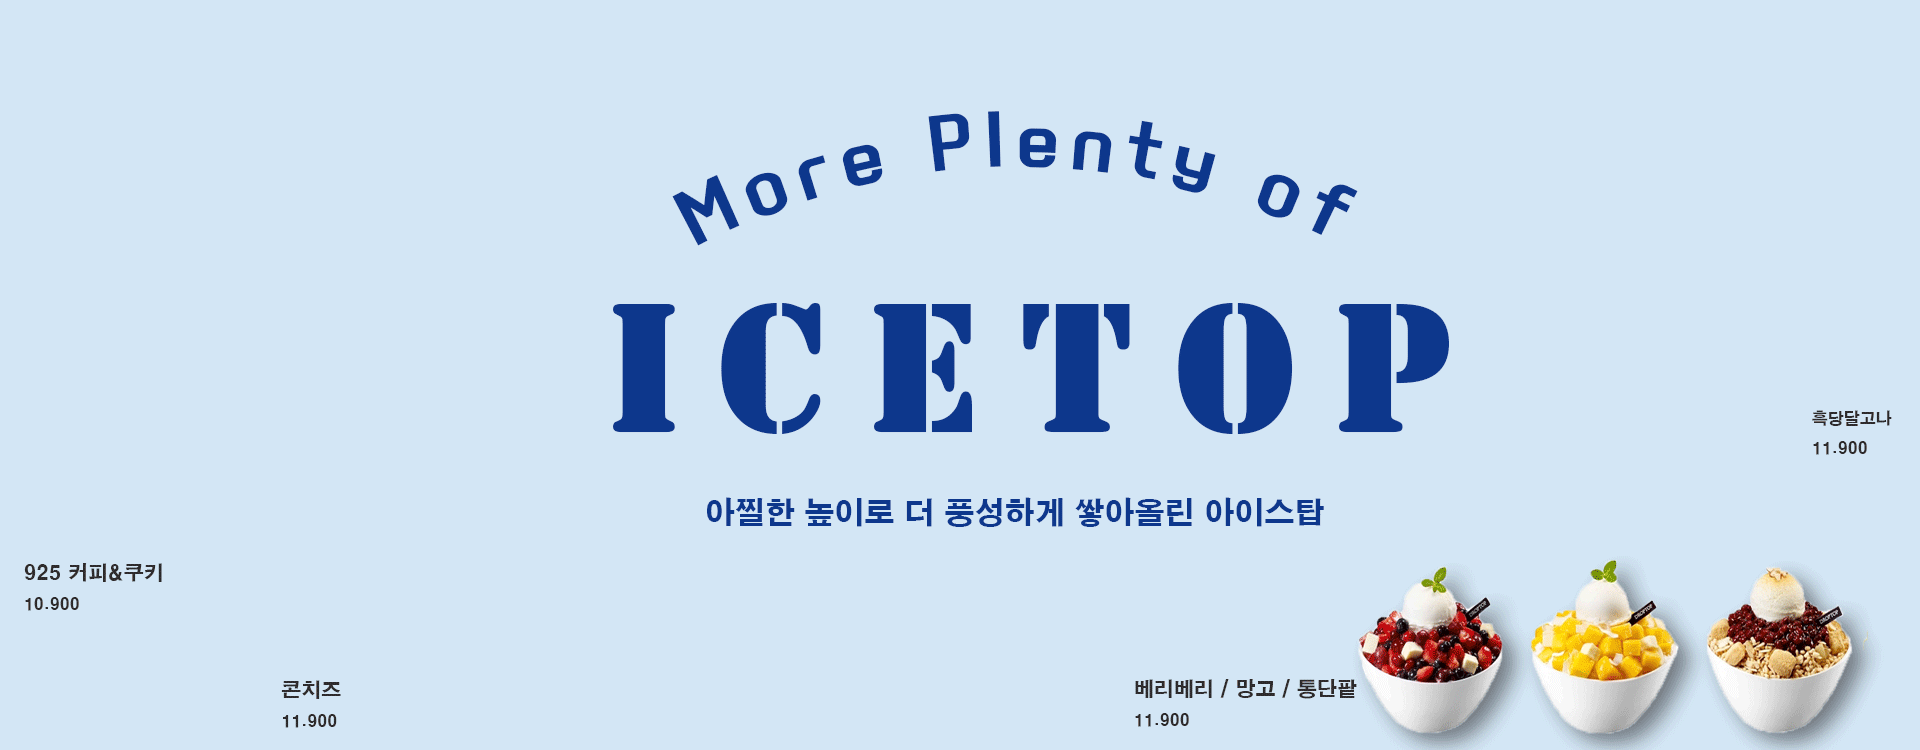 More Plenty of
ICETOP
아찔한 높이로 더 풍성하게 쌓아올린 아이스탑
흑당달고나
11.900
925 커피&쿠키
10.900
콘치즈
11.900
베리베리 / 망고 / 통단팥
11.900